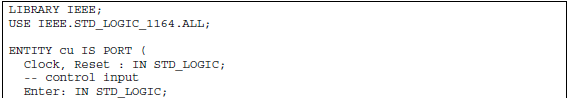 LIBRARY IEEE;
USE IEEE.STD_LOGIC_1164.ALL;
ENTITY cu IS PORT (
Clock, Reset : IN STD_LOGIC;
-- control input
Enter: IN STD_LOGIC;